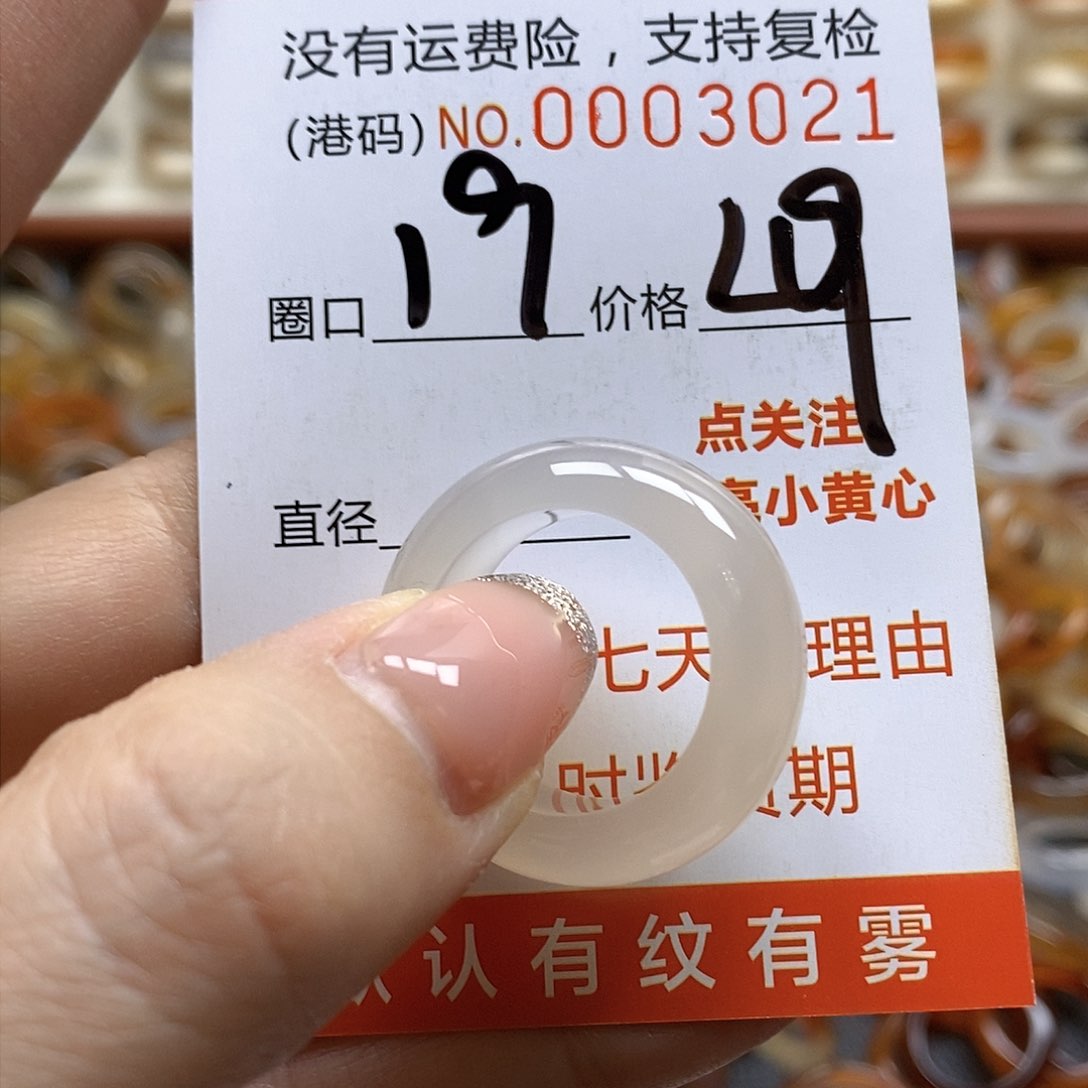 没有运费险，支持复检
(港码) NO.0003021
圈口 19 价格 49
点关注
小黄心
直径
七天 理由
时 期
认有纹有雾